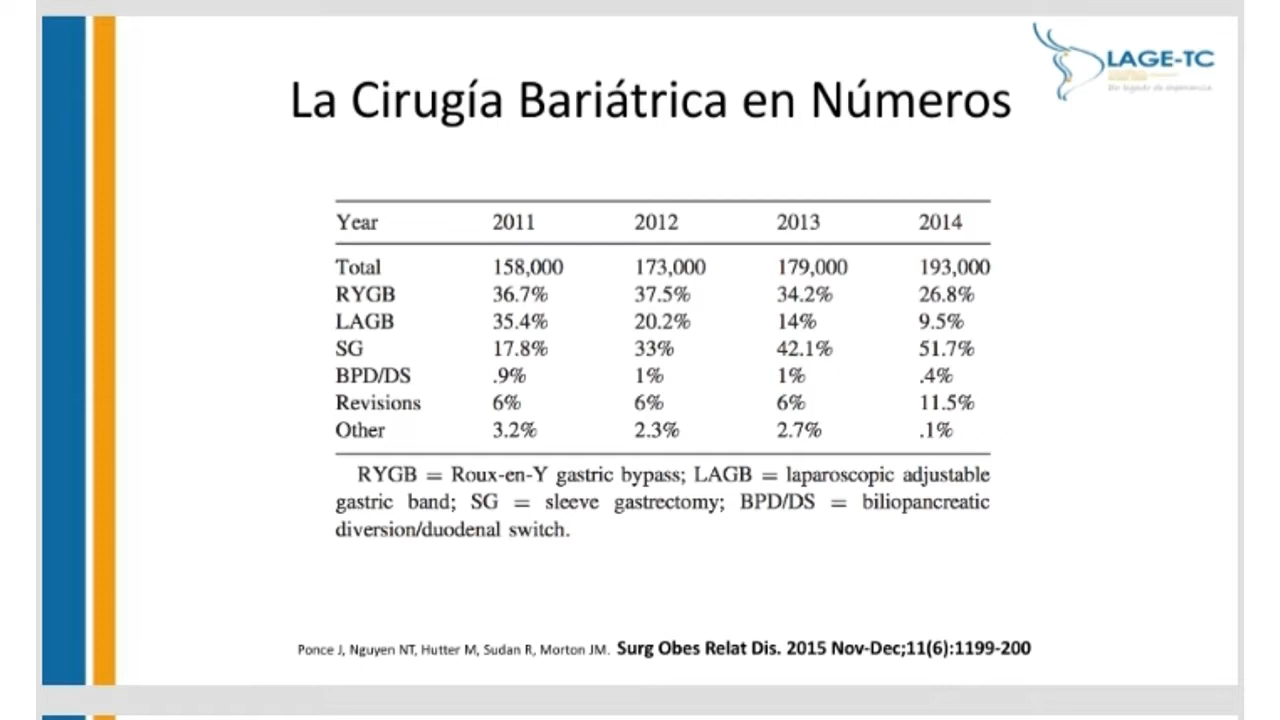 LAGE-TC
La Cirugía Bariátrica en Números
Year 2011 2012 2013 2014
Total 158,000 173,000 179,000 193,000
RYGB 36.7% 37.5% 34.2% 26.8%
LAGB 35.4% 20.2% 14% 9.5%
SG 17.8% 33% 42.1% 51.7%
BPD/DS .9% 1% 1% .4%
Revisions 6% 6% 6% 11.5%
Other 3.2% 2.3% 2.7% .1%
RYGB = Roux-en-Y gastric bypass; LAGB = laparoscopic adjustable
gastric band; SG = sleeve gastrectomy; BPD/DS = biliopancreatic
diversion/duodenal switch.
Ponce J, Nguyen NT, Hutter M, Sudan R, Morton JM. Surg Obes Relat Dis. 2015 Nov-Dec;11(6):1199-200